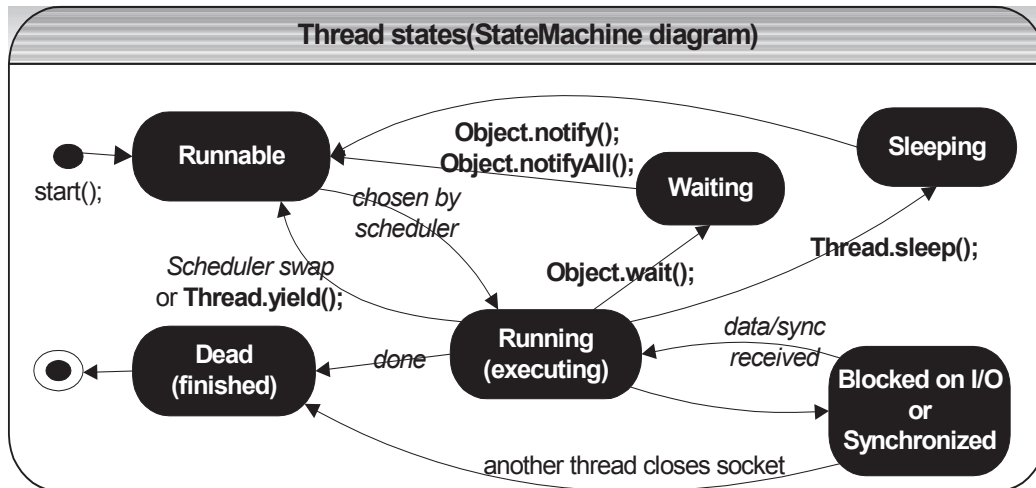 Thread states(StateMachine diagram)
Runnable
start();
Object.notify();
Object.notifyAll();
Sleeping
Waiting
chosen by
scheduler
Scheduler swap
or Thread.yield();
Object.wait();
Thread.sleep();
Dead
(finished)
done
Running
(executing)
data/sync
received
Blocked on I/O
or
Synchronized
another thread closes socket